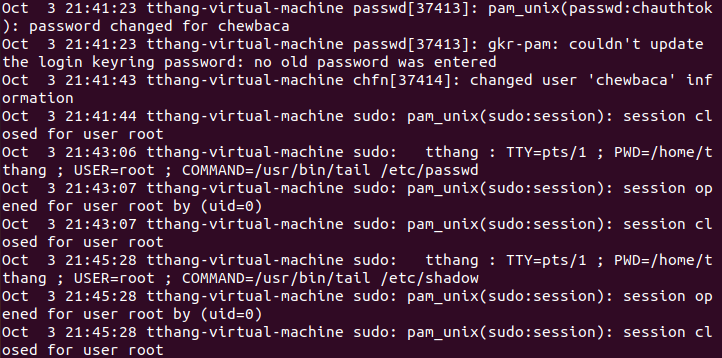 Oct  3 21:41:23 tthang-virtual-machine passwd[37413]: pam_unix(passwd:chauthtok
): password changed for chewbaca
Oct  3 21:41:23 tthang-virtual-machine passwd[37413]: gkr-pam: couldn't update
the login keyring password: no old password was entered
Oct  3 21:41:43 tthang-virtual-machine chfn[37414]: changed user 'chewbaca' inf
ormation
Oct  3 21:41:44 tthang-virtual-machine sudo: pam_unix(sudo:session): session cl
osed for user root
Oct  3 21:43:06 tthang-virtual-machine sudo:   tthang : TTY=pts/1 ; PWD=/home/t
thang ; USER=root ; COMMAND=/usr/bin/tail /etc/passwd
Oct  3 21:43:07 tthang-virtual-machine sudo: pam_unix(sudo:session): session op
ened for user root by (uid=0)
Oct  3 21:43:07 tthang-virtual-machine sudo: pam_unix(sudo:session): session cl
osed for user root
Oct  3 21:45:28 tthang-virtual-machine sudo:   tthang : TTY=pts/1 ; PWD=/home/t
thang ; USER=root ; COMMAND=/usr/bin/tail /etc/shadow
Oct  3 21:45:28 tthang-virtual-machine sudo: pam_unix(sudo:session): session op
ened for user root by (uid=0)
Oct  3 21:45:28 tthang-virtual-machine sudo: pam_unix(sudo:session): session cl
osed for user root